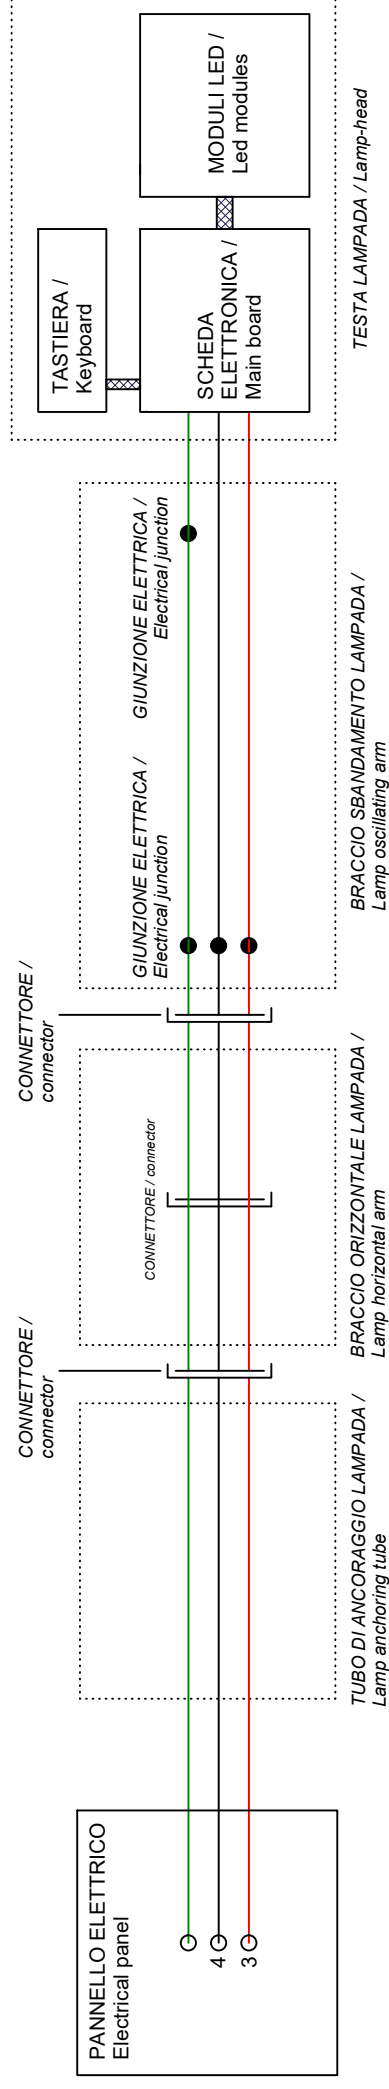 PANNELLO ELETTRICO
Electrical panel
4
3
TUBO DI ANCORAGGIO LAMPADA /
Lamp anchoring tube
CONNETTORE /
connector
CONNETTORE / connector
BRACCIO ORIZZONTALE LAMPADA /
Lamp horizontal arm
CONNETTORE /
connector
GIUNZIONE ELETTRICA /
Electrical junction
GIUNZIONE ELETTRICA /
Electrical junction
BRACCIO SBANDAMENTO LAMPADA /
Lamp oscillating arm
TASTIERA /
Keyboard
SCHEDA
ELETTRONICA /
Main board
MODULI LED /
Led modules
TESTA LAMPADA / Lamp-head